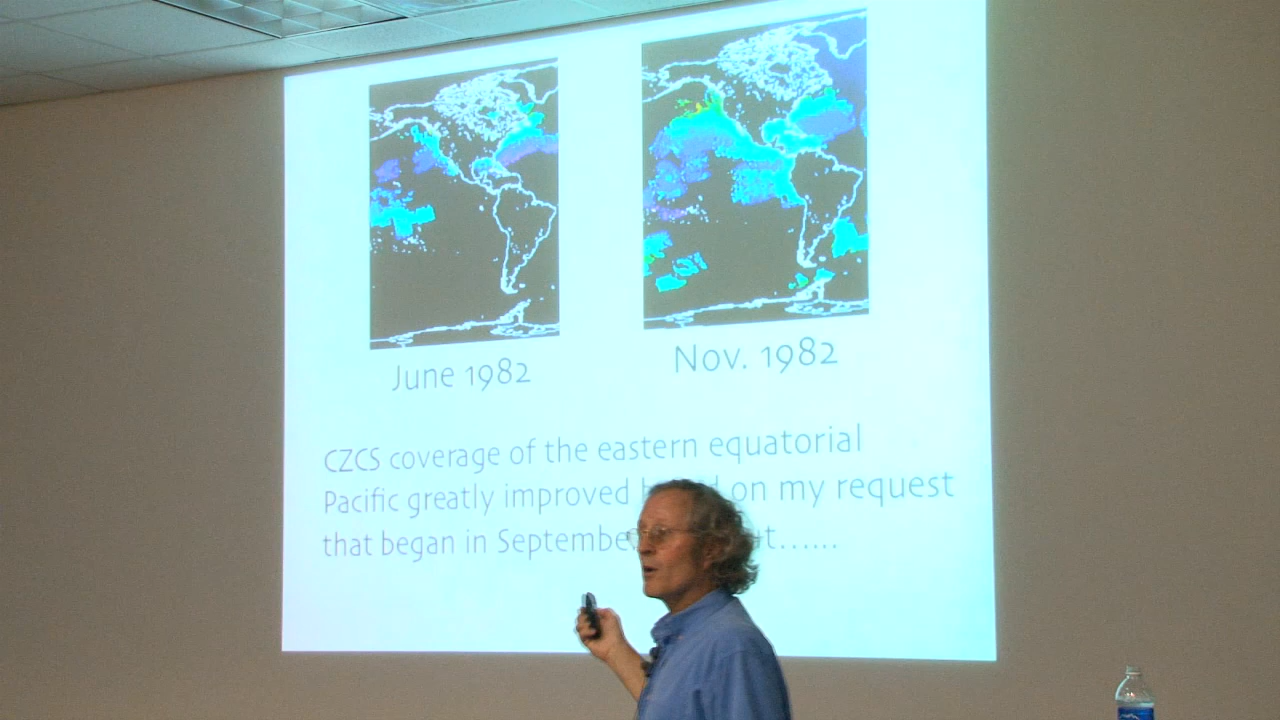 June 1982
Nov. 1982
CZCS coverage of the eastern equatorial
Pacific greatly improved on my request
that began in